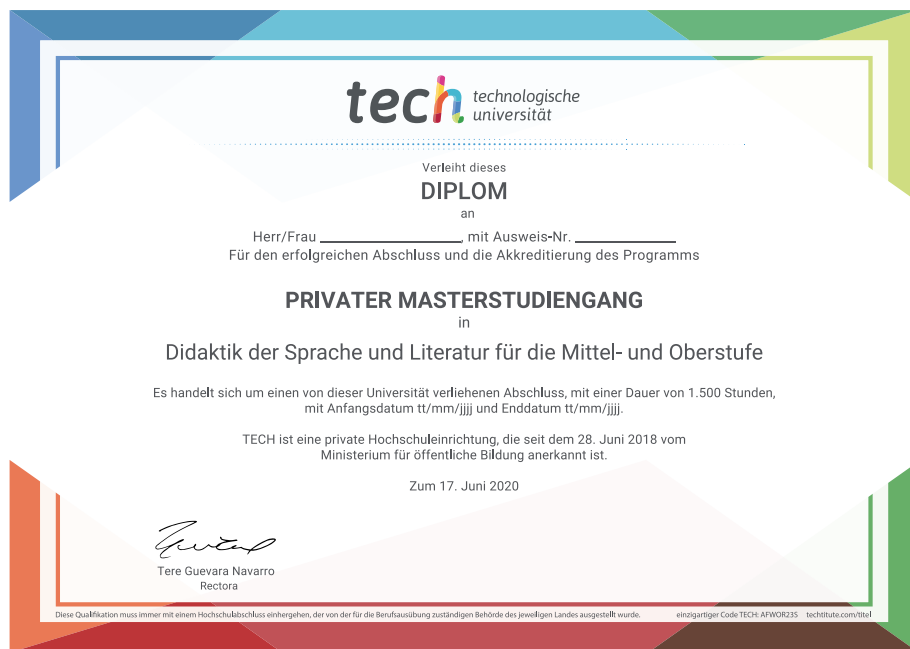 tech technologische
universität
Verleiht dieses
DIPLOM
an
Herr/Frau ____________, mit Ausweis-Nr. ____________
Für den erfolgreichen Abschluss und die Akkreditierung des Programms
PRIVATER MASTERSTUDIENGANG
in
Didaktik der Sprache und Literatur für die Mittel- und Oberstufe
Es handelt sich um einen von dieser Universität verliehenen Abschluss, mit einer Dauer von 1.500 Stunden,
mit Anfangsdatum tt/mm/jjjj und Enddatum tt/mm/jjjj.
TECH ist eine private Hochschuleinrichtung, die seit dem 28. Juni 2018 vom
Ministerium für öffentliche Bildung anerkannt ist.
Zum 17. Juni 2020
Tere Guevara Navarro
Rectora
Diese Qualifikation muss immer mit einem Hochschulabschluss einhergehen, der von der für die Berufsausübung zuständigen Behörde des jeweiligen Landes ausgestellt wurde. einzigartiger Code TECH: AFWOR23S techtitute.com/titel